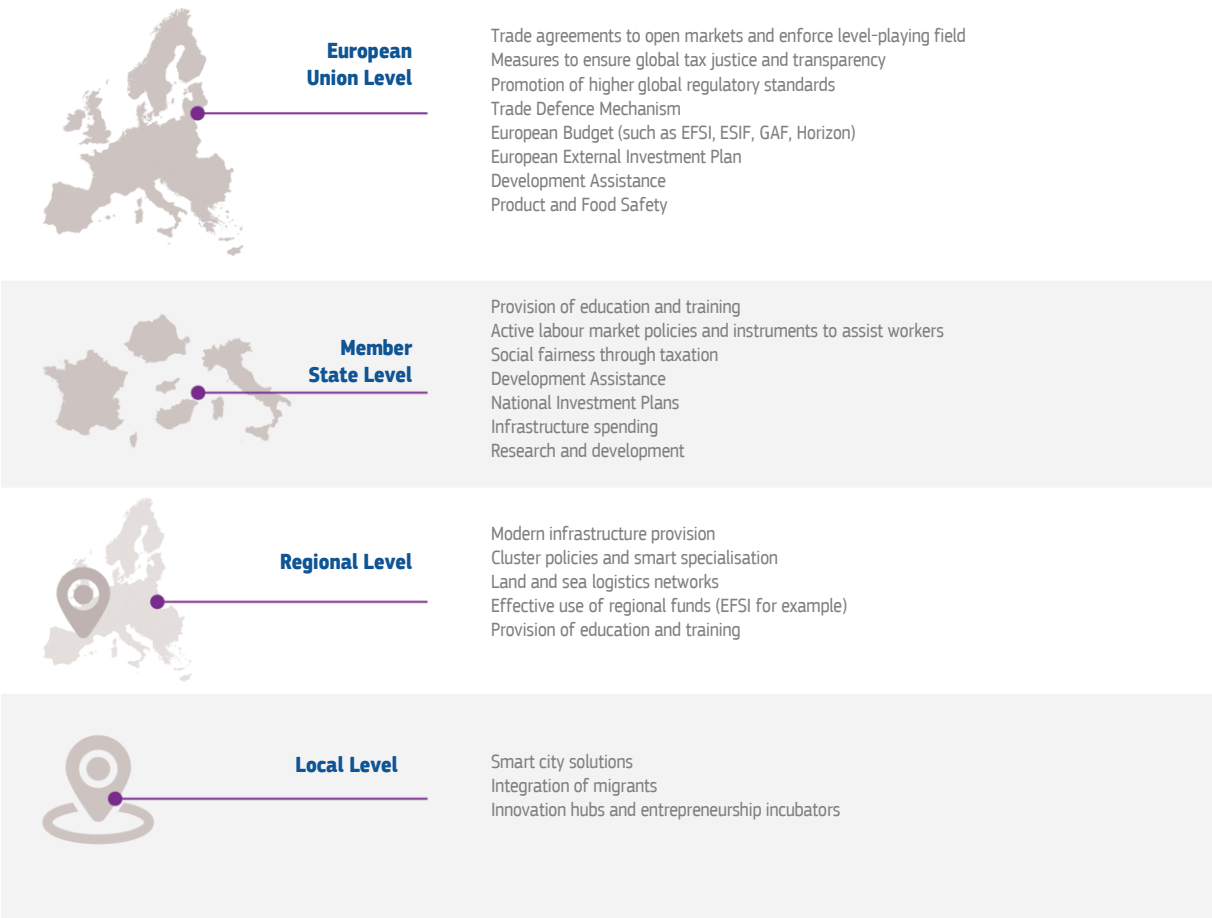 European
Union Level
Trade agreements to open markets and enforce level-playing field
Measures to ensure global tax justice and transparency
Promotion of higher global regulatory standards
Trade Defence Mechanism
European Budget (such as EFSI, ESIF, GAF, Horizon)
European External Investment Plan
Development Assistance
Product and Food Safety
Member
State Level
Provision of education and training
Active labour market policies and instruments to assist workers
Social fairness through taxation
Development Assistance
National Investment Plans
Infrastructure spending
Research and development
Regional Level
Modern infrastructure provision
Cluster policies and smart specialisation
Land and sea logistics networks
Effective use of regional funds (EFSI for example)
Provision of education and training
Local Level
Smart city solutions
Integration of migrants
Innovation hubs and entrepreneurship incubators